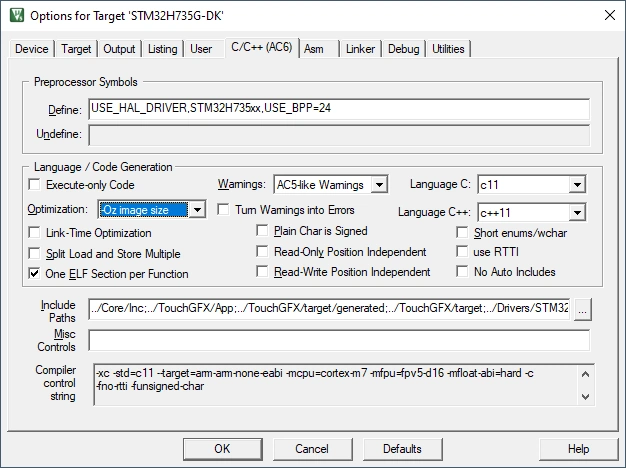 Options for Target 'STM32H735G-DK'
Device Target Output Listing User C/C++ (AC6) Asm Linker Debug Utilities
Preprocessor Symbols
Define: USE_HAL_DRIVER,STM32H735xx,USE_BPP=24
Undefine:
Language / Code Generation
Execute-only Code Warnings: AC5-like Warnings Language C: c11
Optimization: -Oz image size Turn Warnings into Errors Language C++: c++11
Link-Time Optimization Plain Char is Signed Short enums/wchar
Split Load and Store Multiple Read-Only Position Independent use RTTI
One ELF Section per Function Read-Write Position Independent No Auto Includes
Include Paths ../Core/Inc;../TouchGFX/App;../TouchGFX/target/generated;../TouchGFX/target;../Drivers/STM32 ...
Misc Controls
Compiler control string -xc -std=c11 --target=arm-arm-none-eabi -mcpu=cortex-m7 -mfpu=fpv5-d16 -mfloat-abi=hard -c
-fno-rtti -funsigned-char
OK Cancel Defaults Help